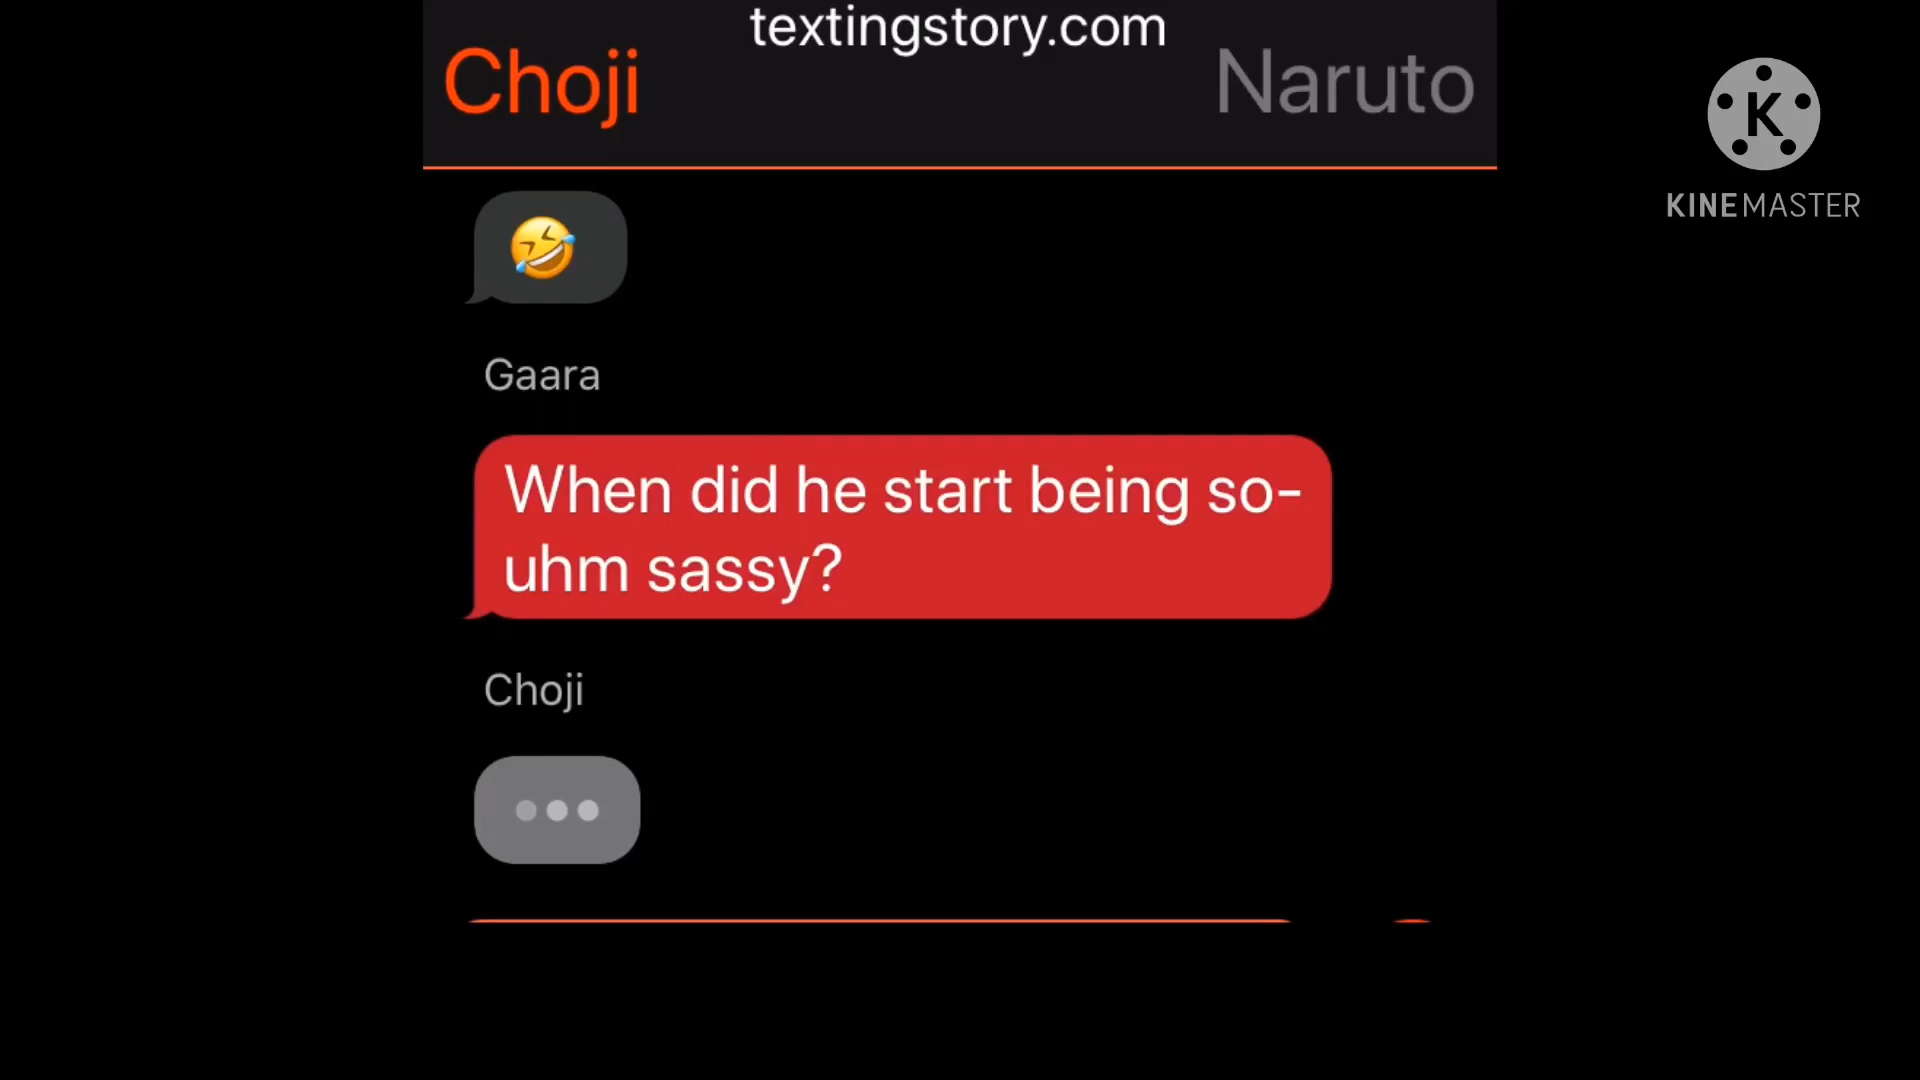 textingstory.com
Choji
Naruto
K
KINEMASTER
🤣
Gaara
When did he start being so-
uhm sassy?
Choji